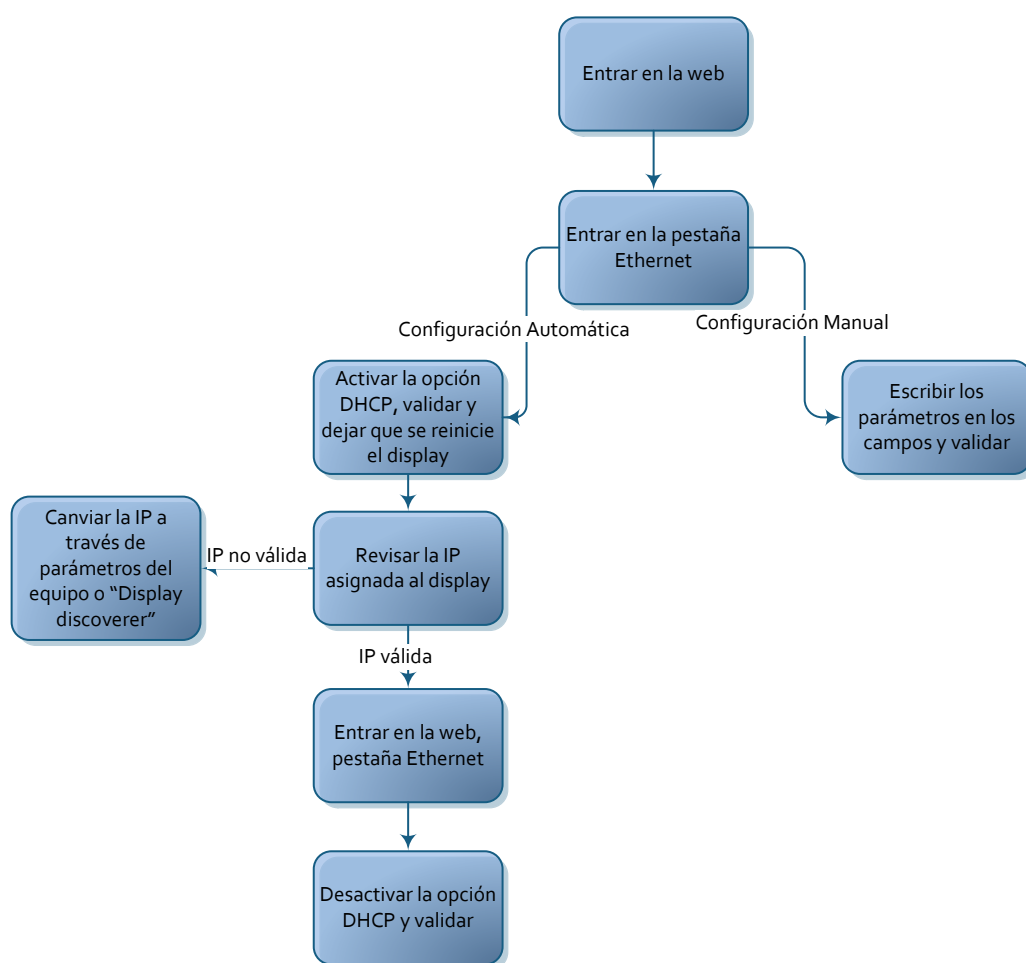 Entrar en la web
Entrar en la pestaña
Ethernet
Configuración Automática
Configuración Manual
Activar la opción
DHCP, validar y
dejar que se reinicie
el display
Escribir los
parámetros en los
campos y validar
Canviar la IP a
través de
parámetros del
equipo o “Display
discoverer”
IP no válida
Revisar la IP
asignada al display
IP válida
Entrar en la web,
pestaña Ethernet
Desactivar la opción
DHCP y validar